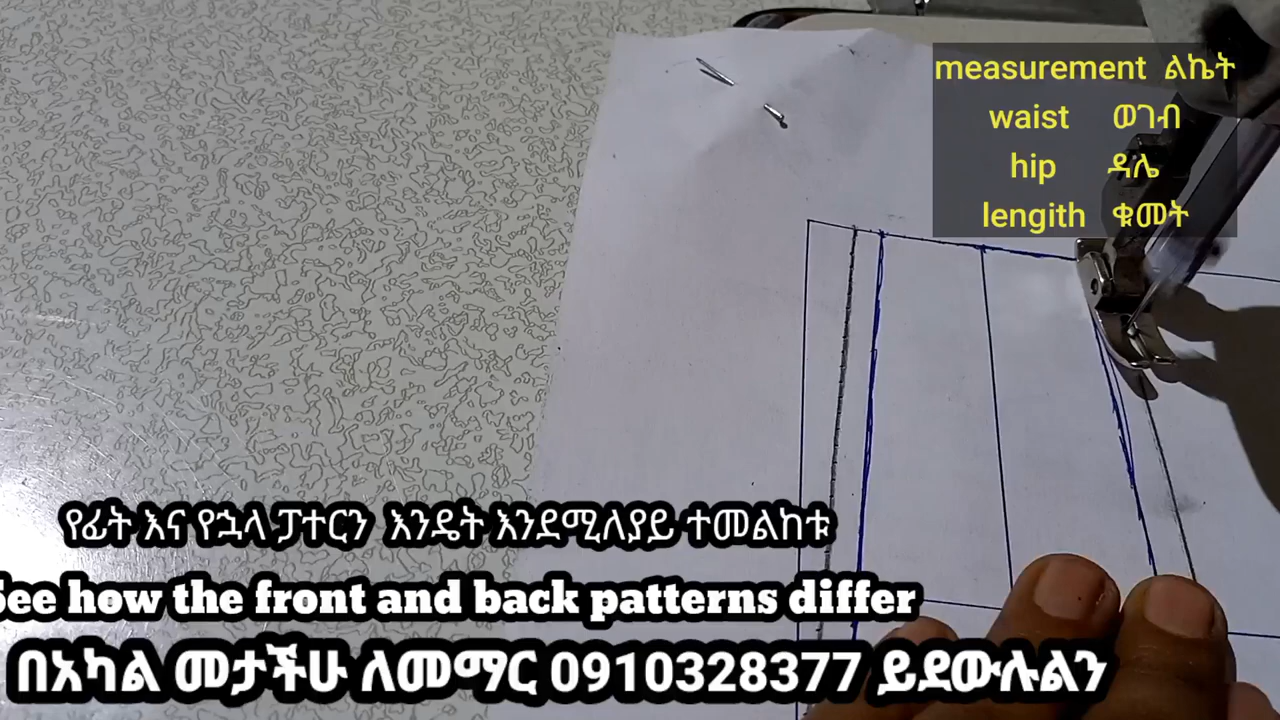 measurement ልኬት
waist ወገብ
hip ዳሌ
lengith ቁመት
የፊት እና የኋላ ፓተርን እንዴት እንደሚለያይ ተመልከቱ
See how the front and back patterns differ
በአካል መታችሁ ለመማር 0910328377 ይደውሉልን